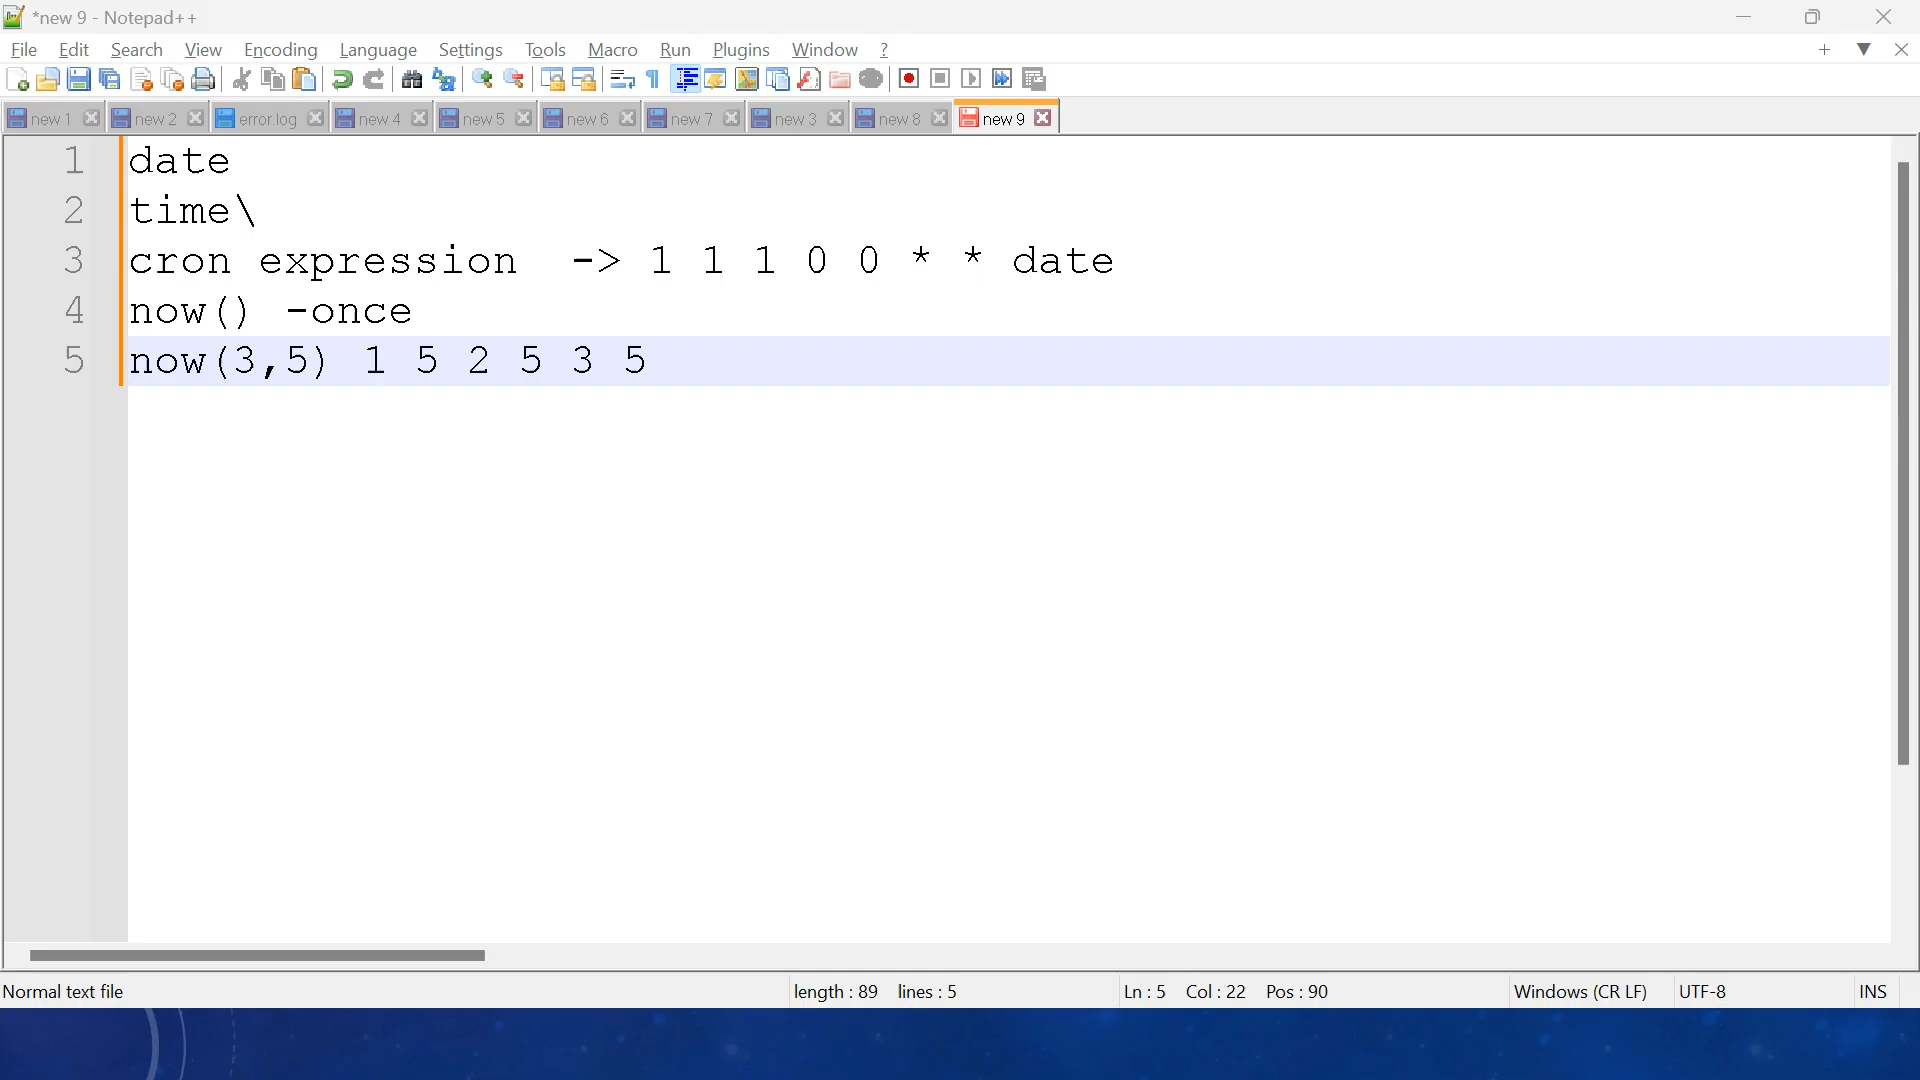 *new 9 - Notepad++
File Edit Search View Encoding Language Settings Tools Macro Run Plugins Window ?
new 1 new 2 error.log new 4 new 5 new 6 new 7 new 3 new 8 new 9
1 date
2 time\
3 cron expression  -> 1 1 1 0 0 * * date
4 now() -once
5 now(3,5) 1 5 2 5 3 5
Normal text file length : 89 lines : 5 Ln : 5 Col : 22 Pos : 90 Windows (CR LF) UTF-8 INS